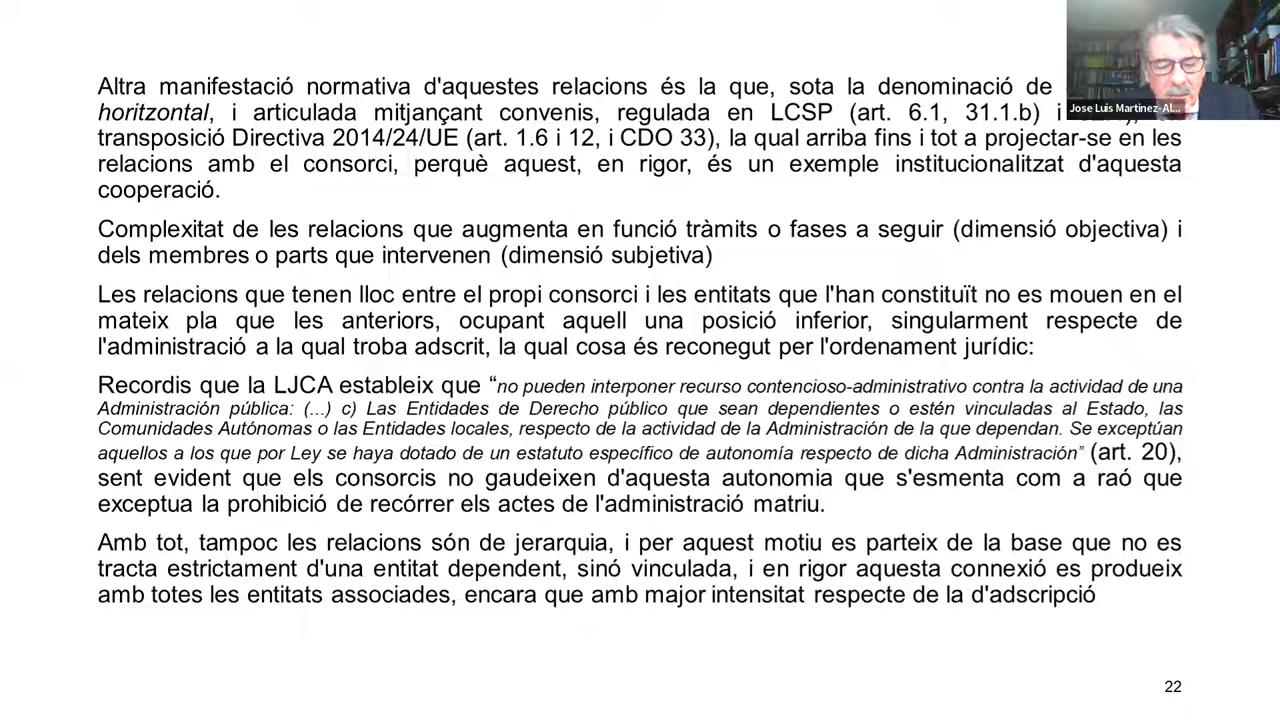 Altra manifestació normativa d'aquestes relacions és la que, sota la denominació de
horitzontal, i articulada mitjançant convenis, regulada en LCSP (art. 6.1, 31.1.b) i
transposició Directiva 2014/24/UE (art. 1.6 i 12, i CDO 33), la qual arriba fins i tot a projectar-se en les
relacions amb el consorci, perquè aquest, en rigor, és un exemple institucionalitzat d'aquesta
cooperació.
Complexitat de les relacions que augmenta en funció tràmits o fases a seguir (dimensió objectiva) i
dels membres o parts que intervenen (dimensió subjetiva)
Les relacions que tenen lloc entre el propi consorci i les entitats que l'han constituït no es mouen en el
mateix pla que les anteriors, ocupant aquell una posició inferior, singularment respecte de
l'administració a la qual troba adscrit, la qual cosa és reconegut per l'ordenament jurídic:
Recordis que la LJCA estableix que “no pueden interponer recurso contencioso-administrativo contra la actividad de una
Administración pública: (...) c) Las Entidades de Derecho público que sean dependientes o estén vinculadas al Estado, las
Comunidades Autónomas o las Entidades locales, respecto de la actividad de la Administración de la que dependan. Se exceptúan
aquellos a los que por Ley se haya dotado de un estatuto específico de autonomía respecto de dicha Administración” (art. 20),
sent evident que els consorcis no gaudeixen d'aquesta autonomia que s'esmenta com a raó que
exceptua la prohibició de recórrer els actes de l'administració matriu.
Amb tot, tampoc les relacions són de jerarquia, i per aquest motiu es parteix de la base que no es
tracta estrictament d'una entitat dependent, sinó vinculada, i en rigor aquesta connexió es produeix
amb totes les entitats associades, encara que amb major intensitat respecte de la d'adscripció
22
Jose Luis Martinez-Al...